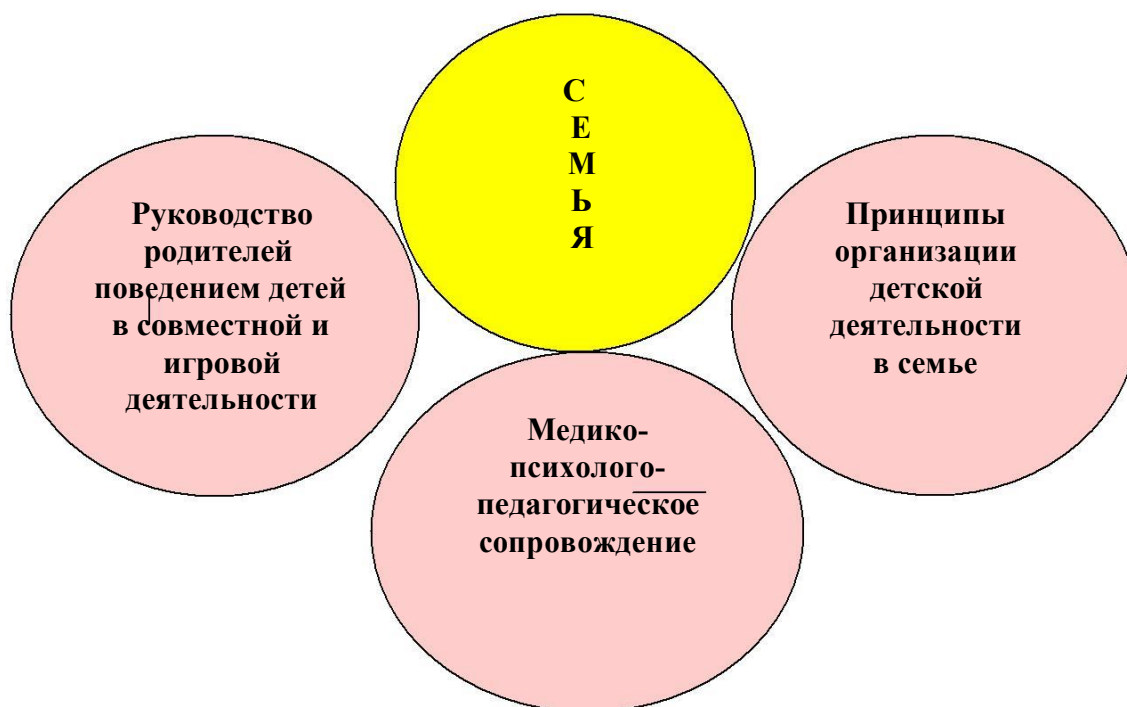 С
Е
М
Ь
Я
Руководство
родителей
поведением детей
в совместной и
игровой
деятельности
Принципы
организации
детской
деятельности
в семье
Медико-
психолого-
педагогическое
сопровождение